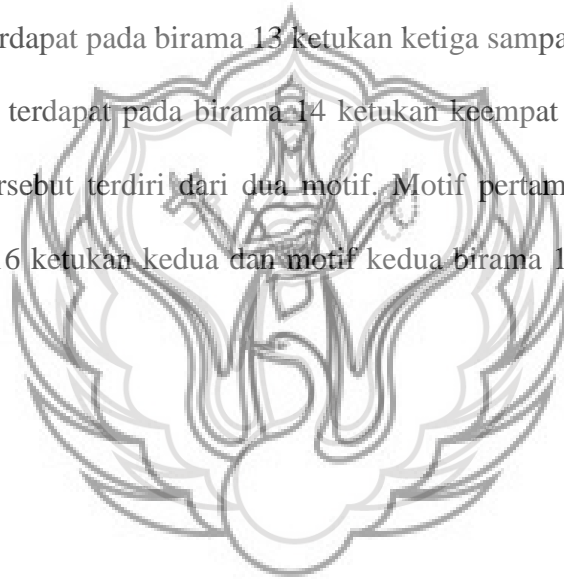 rdapat pada birama 13 ketukan ketiga sampa
terdapat pada birama 14 ketukan keempat
rsebut terdiri dari dua motif. Motif pertam
6 ketukan kedua dan motif kedua birama 1